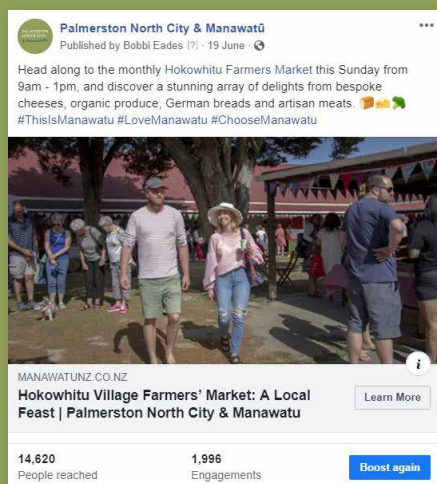 Palmerston North City & Manawatū
Published by Bobbi Eades [?] · 19 June ·
Head along to the monthly Hokowhitu Farmers Market this Sunday from
9am - 1pm, and discover a stunning array of delights from bespoke
cheeses, organic produce, German breads and artisan meats. 🍞🧀🥦
#ThisIsManawatu #LoveManawatu #ChooseManawatu
MANAWATUNZ.CO.NZ
Hokowhitu Village Farmers' Market: A Local
Feast | Palmerston North City & Manawatu
Learn More
14,620
People reached
1,996
Engagements
Boost again